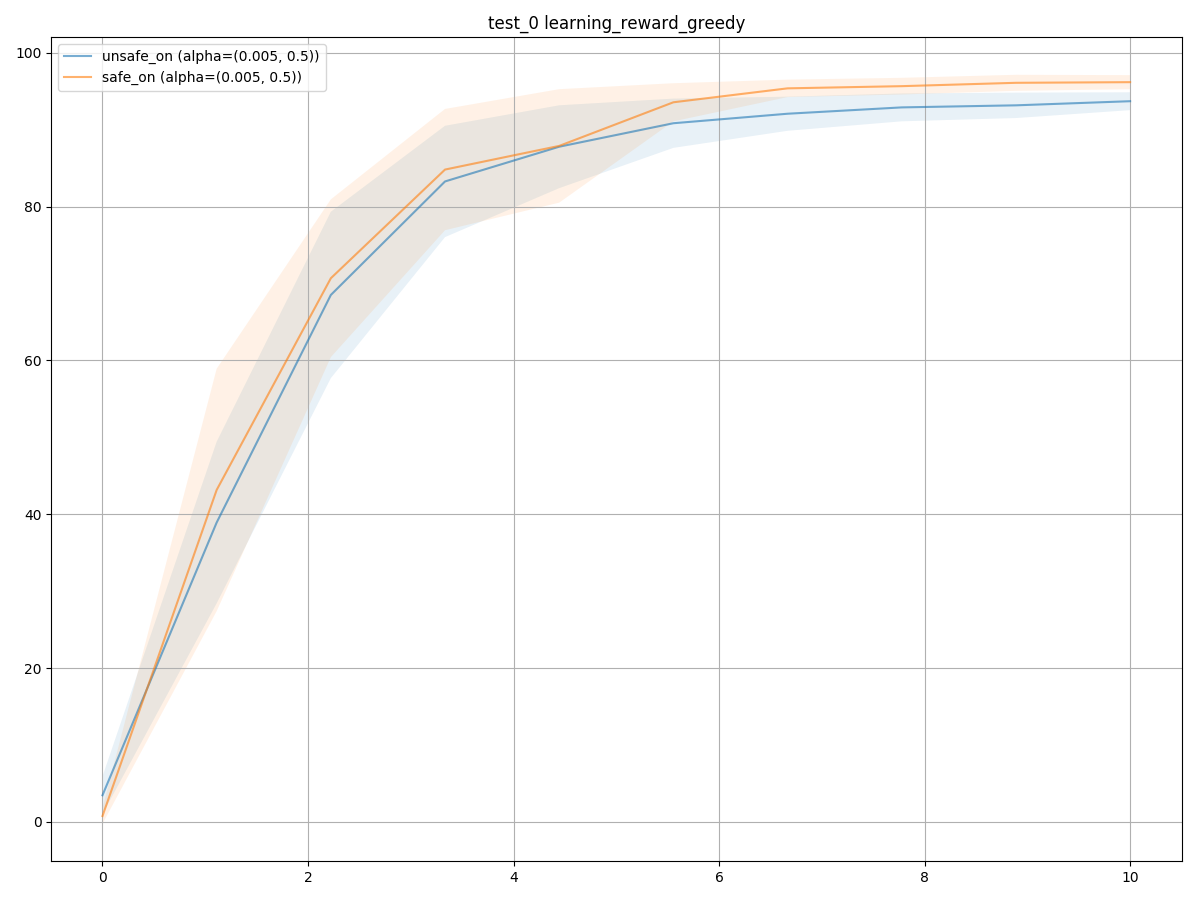 test_0 learning_reward_greedy
unsafe_on (alpha=(0.005, 0.5))
safe_on (alpha=(0.005, 0.5))
100
80
60
40
20
0
0 2 4 6 8 10